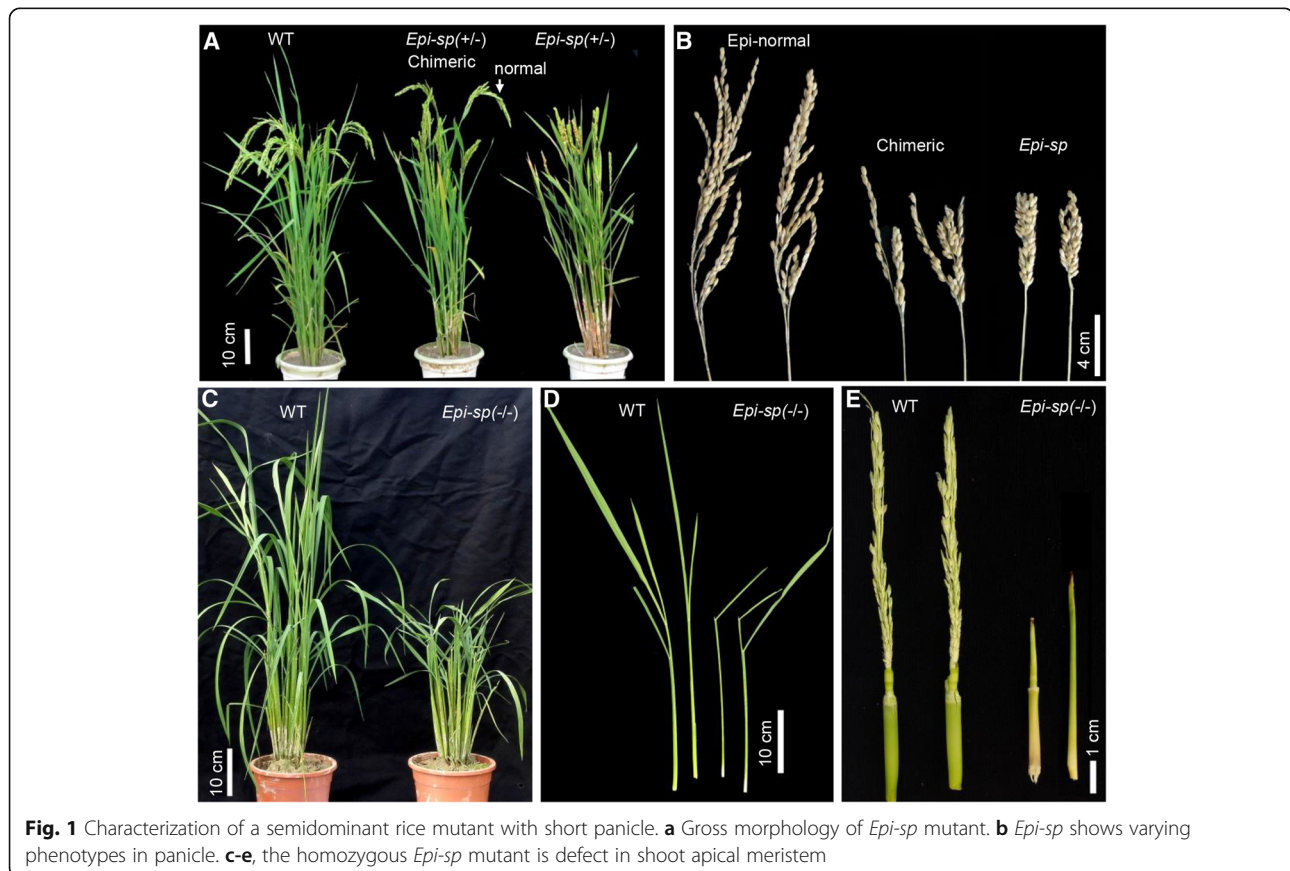 A
WT
Epi-sp(+/-)
Chimeric
normal
Epi-sp(+/-)
10 cm
B
Epi-normal
Chimeric
Epi-sp
4 cm
C
WT
Epi-sp(-/-)
10 cm
D
WT
Epi-sp(-/-)
10 cm
E
WT
Epi-sp(-/-)
1 cm
Fig. 1 Characterization of a semidominant rice mutant with short panicle. a Gross morphology of Epi-sp mutant. b Epi-sp shows varying
phenotypes in panicle. c-e, the homozygous Epi-sp mutant is defect in shoot apical meristem